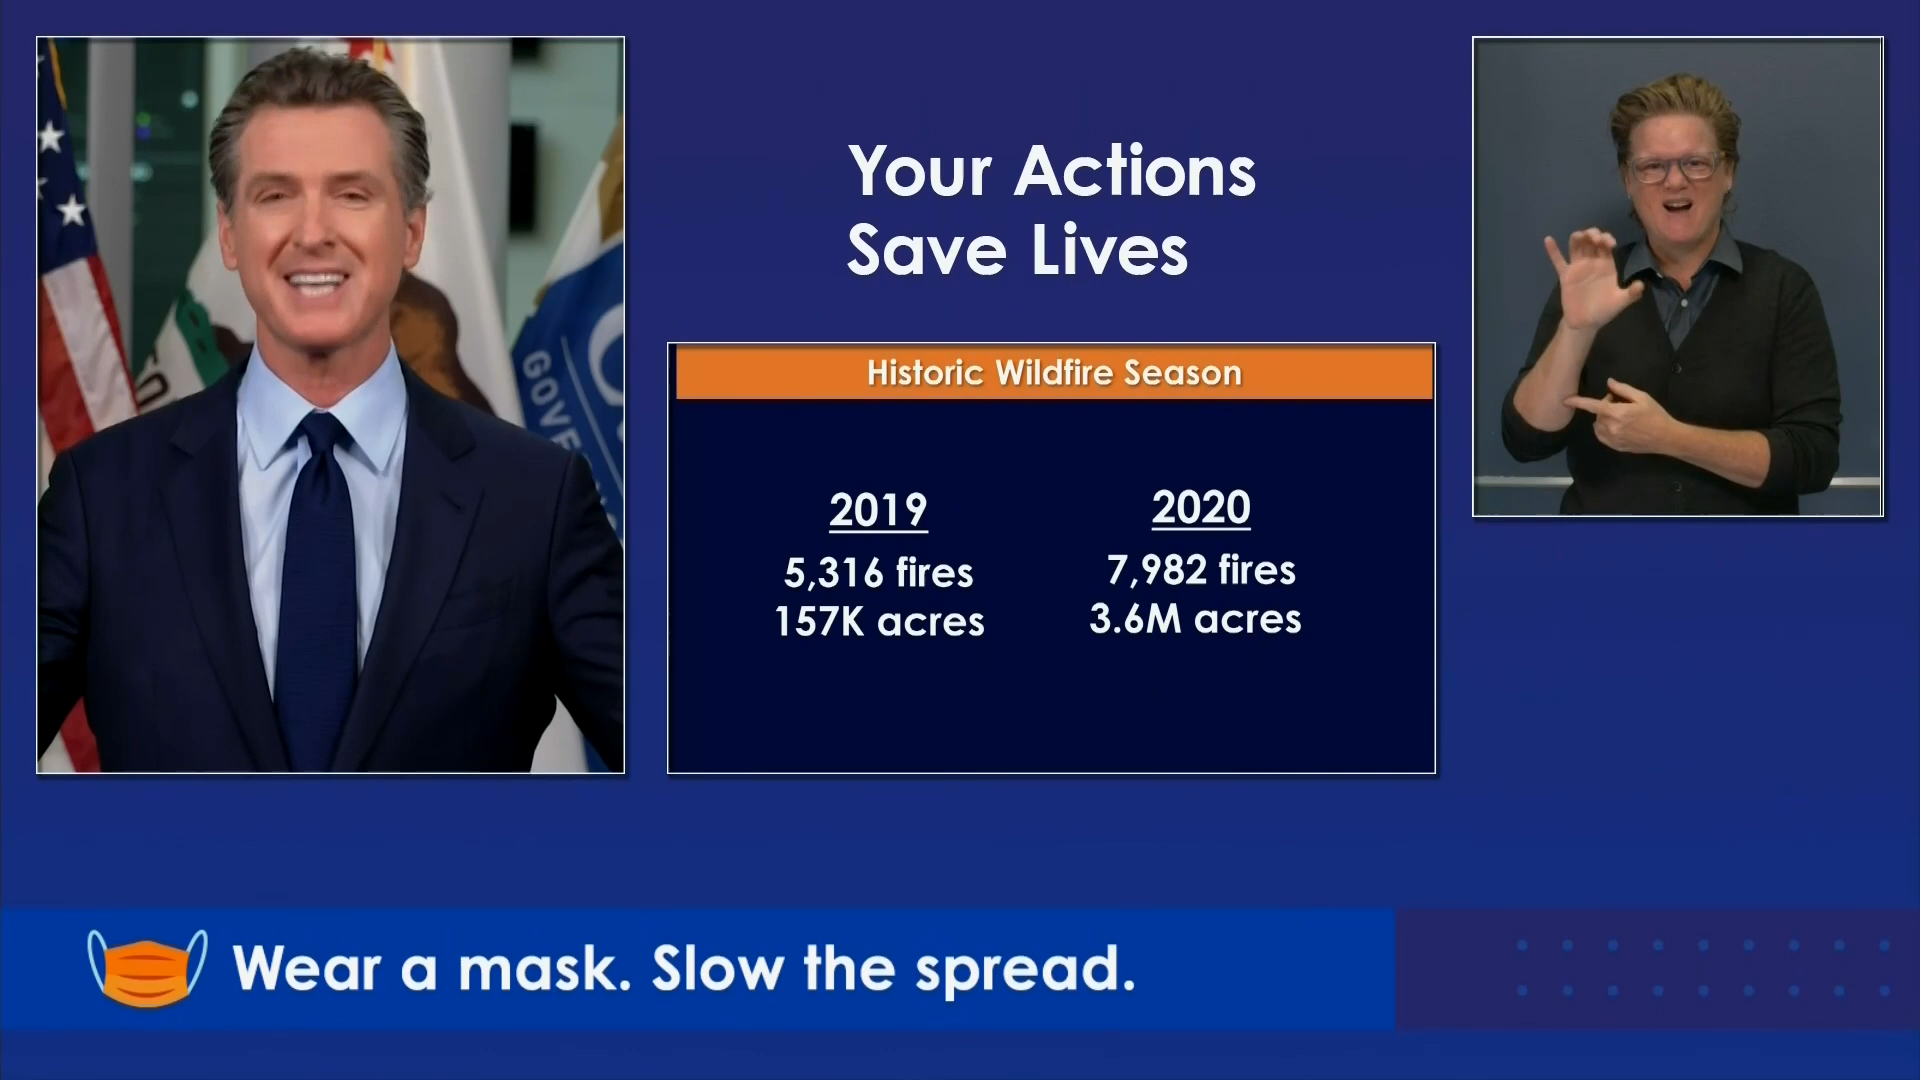 Your Actions
Save Lives
Historic Wildfire Season
2019
5,316 fires
157K acres
2020
7,982 fires
3.6M acres
GOVE
Wear a mask. Slow the spread.